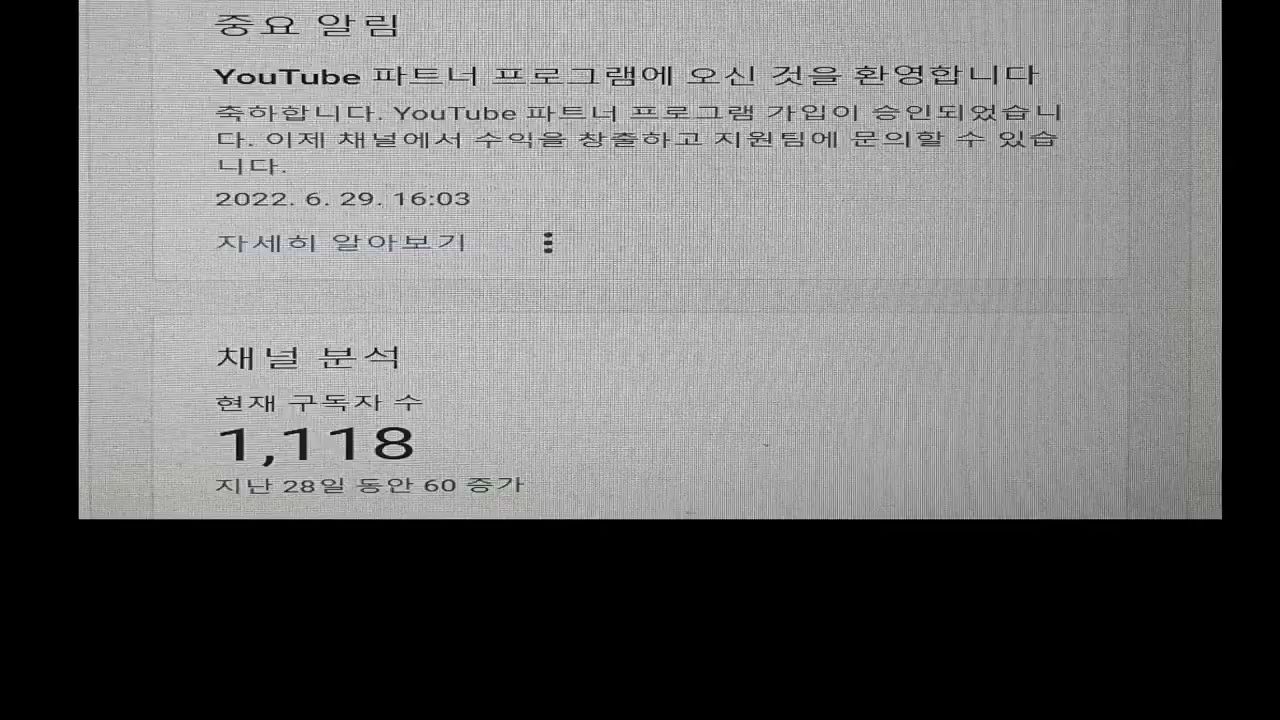 중요 알림
YouTube 파트너 프로그램에 오신 것을 환영합니다
축하합니다. YouTube 파트너 프로그램 가입이 승인되었습니
다. 이제 채널에서 수익을 창출하고 지원팀에 문의할 수 있습
니다.
2022. 6. 29. 16:03
자세히 알아보기
채널 분석
현재 구독자 수
1,118
지난 28일 동안 60 증가